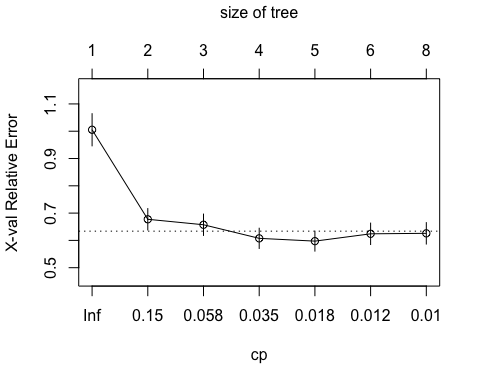 size of tree
1 2 3 4 5 6 8
X-val Relative Error
1.1
0.9
0.7
0.5
Inf 0.15 0.058 0.035 0.018 0.012 0.01
cp